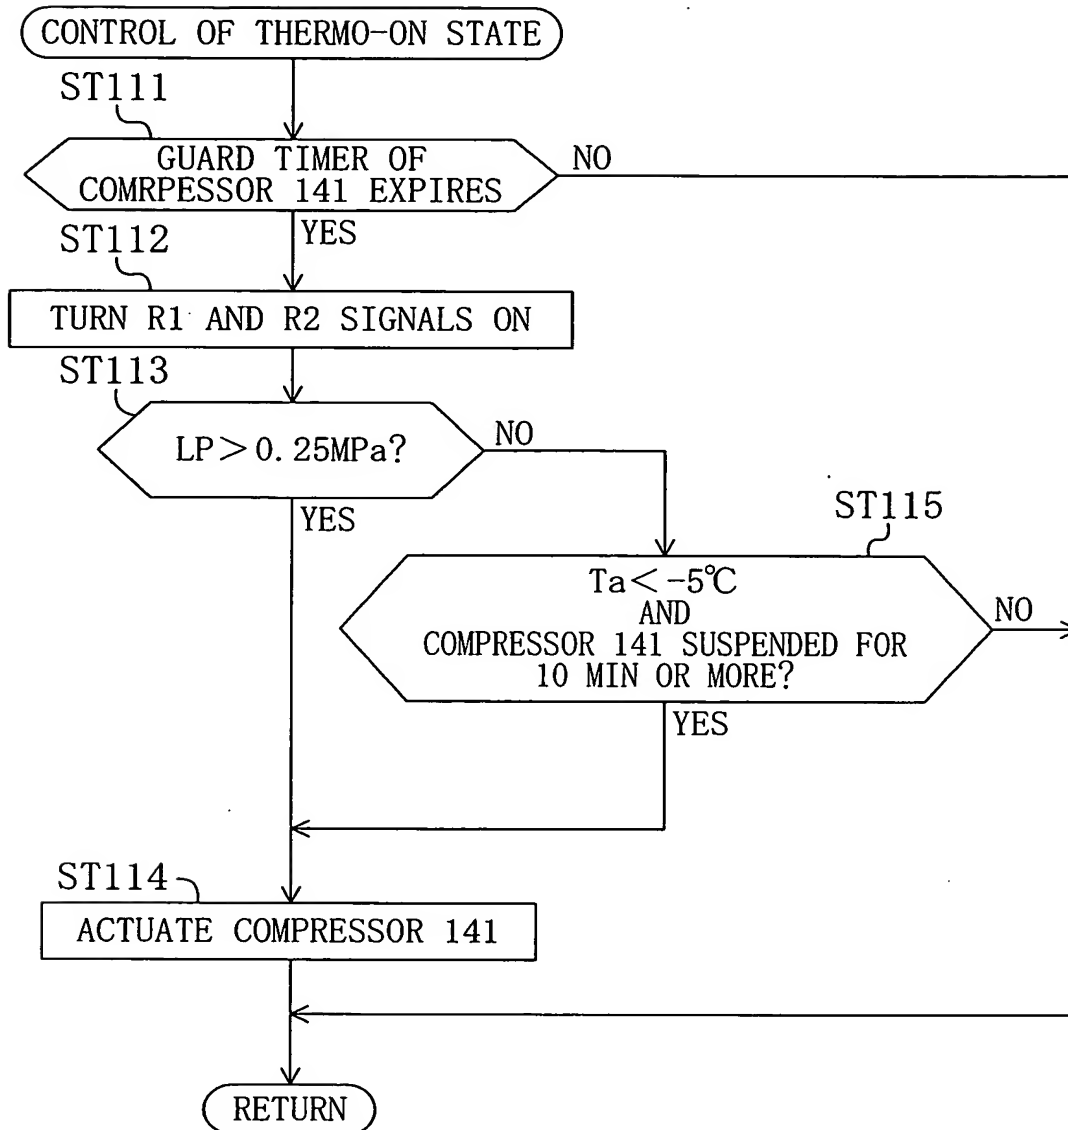 CONTROL OF THERMO-ON STATE
ST111
GUARD TIMER OF
COMRPESSOR 141 EXPIRES
NO
YES
ST112
TURN R1 AND R2 SIGNALS ON
ST113
LP>0.25MPa?
NO
YES
ST115
Ta<-5℃
AND
COMPRESSOR 141 SUSPENDED FOR
10 MIN OR MORE?
NO
YES
ST114
ACTUATE COMPRESSOR 141
RETURN